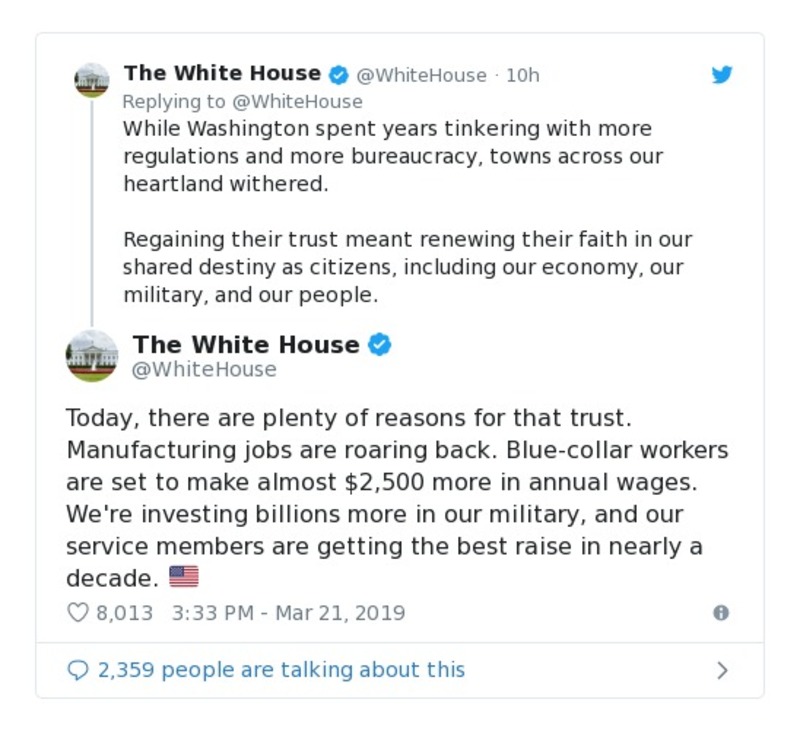 The White House @WhiteHouse · 10h
Replying to @WhiteHouse
While Washington spent years tinkering with more
regulations and more bureaucracy, towns across our
heartland withered.
Regaining their trust meant renewing their faith in our
shared destiny as citizens, including our economy, our
military, and our people.
The White House
@WhiteHouse
Today, there are plenty of reasons for that trust.
Manufacturing jobs are roaring back. Blue-collar workers
are set to make almost $2,500 more in annual wages.
We're investing billions more in our military, and our
service members are getting the best raise in nearly a
decade. 🇺🇸
8,013 3:33 PM - Mar 21, 2019
2,359 people are talking about this